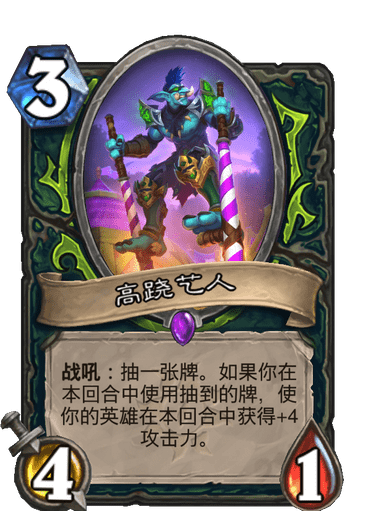 3
高跷艺人
战吼：抽一张牌。如果你在
本回合中使用抽到的牌，使
你的英雄在本回合中获得+4
攻击力。
4
1